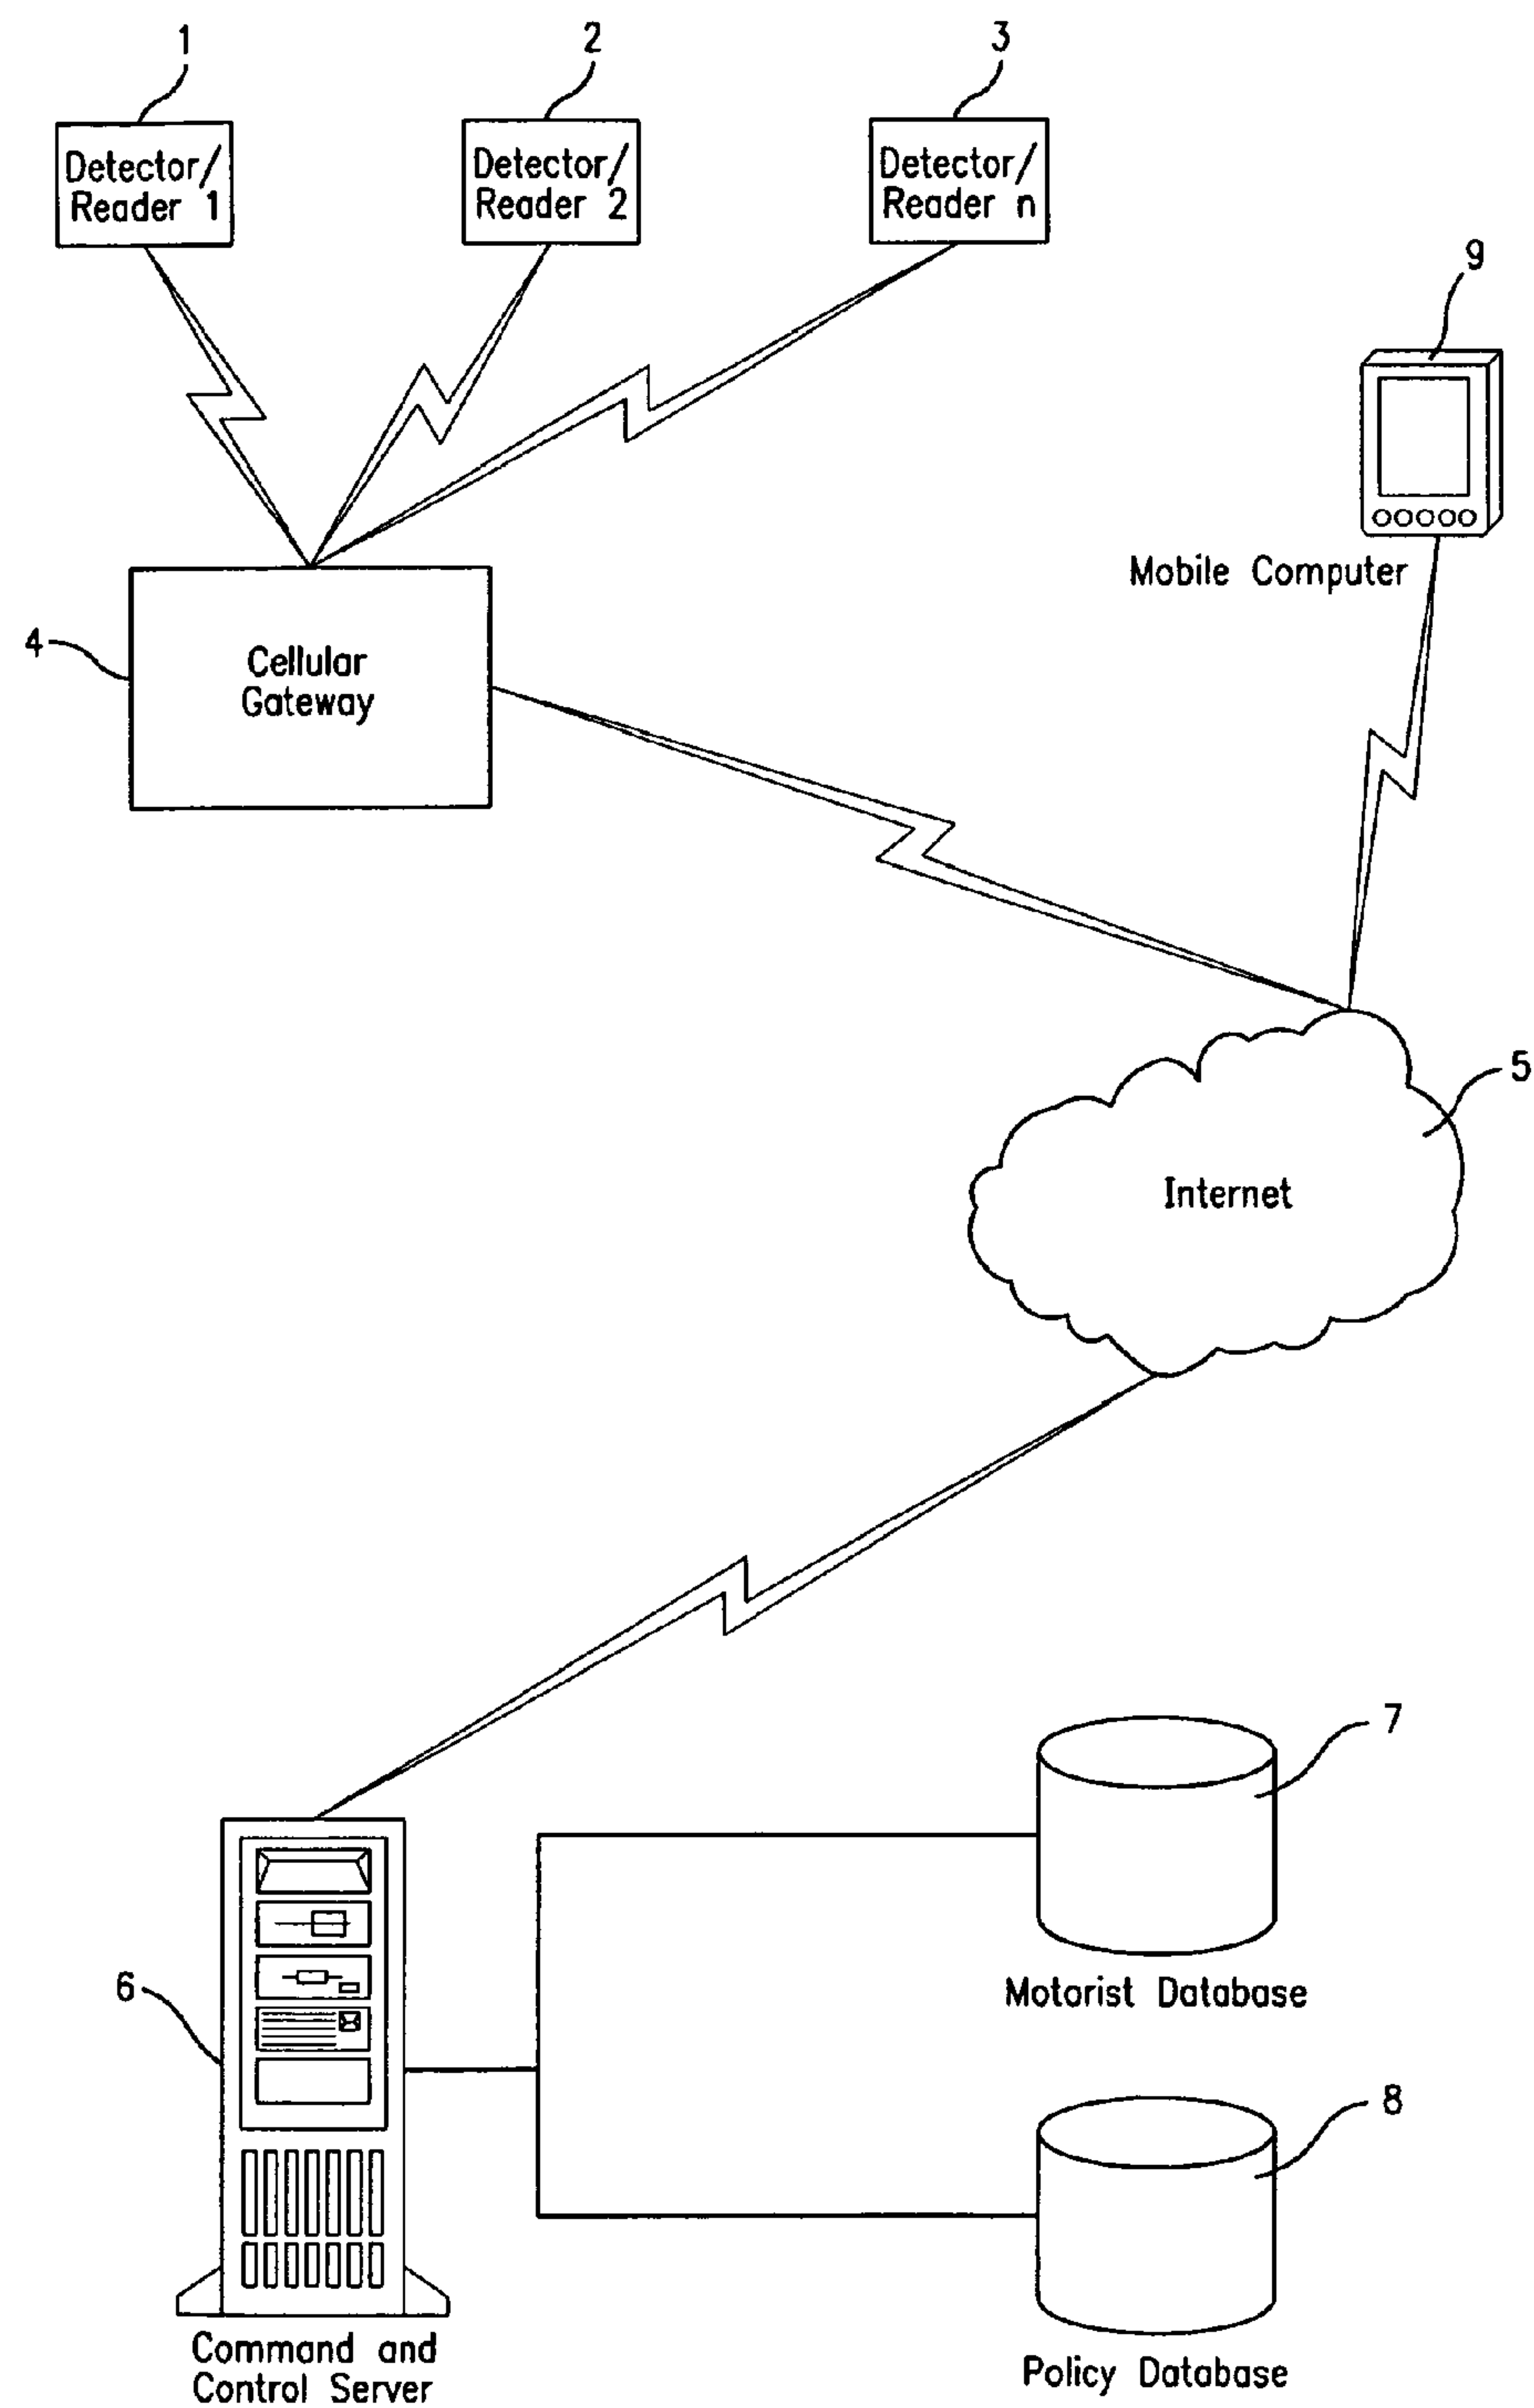 1
2
3
Detector/
Reader 1
Detector/
Reader 2
Detector/
Reader n
9
Mobile Computer
4
Cellular
Gateway
5
Internet
7
Motorist Database
6
8
Command and
Control Server
Policy Database